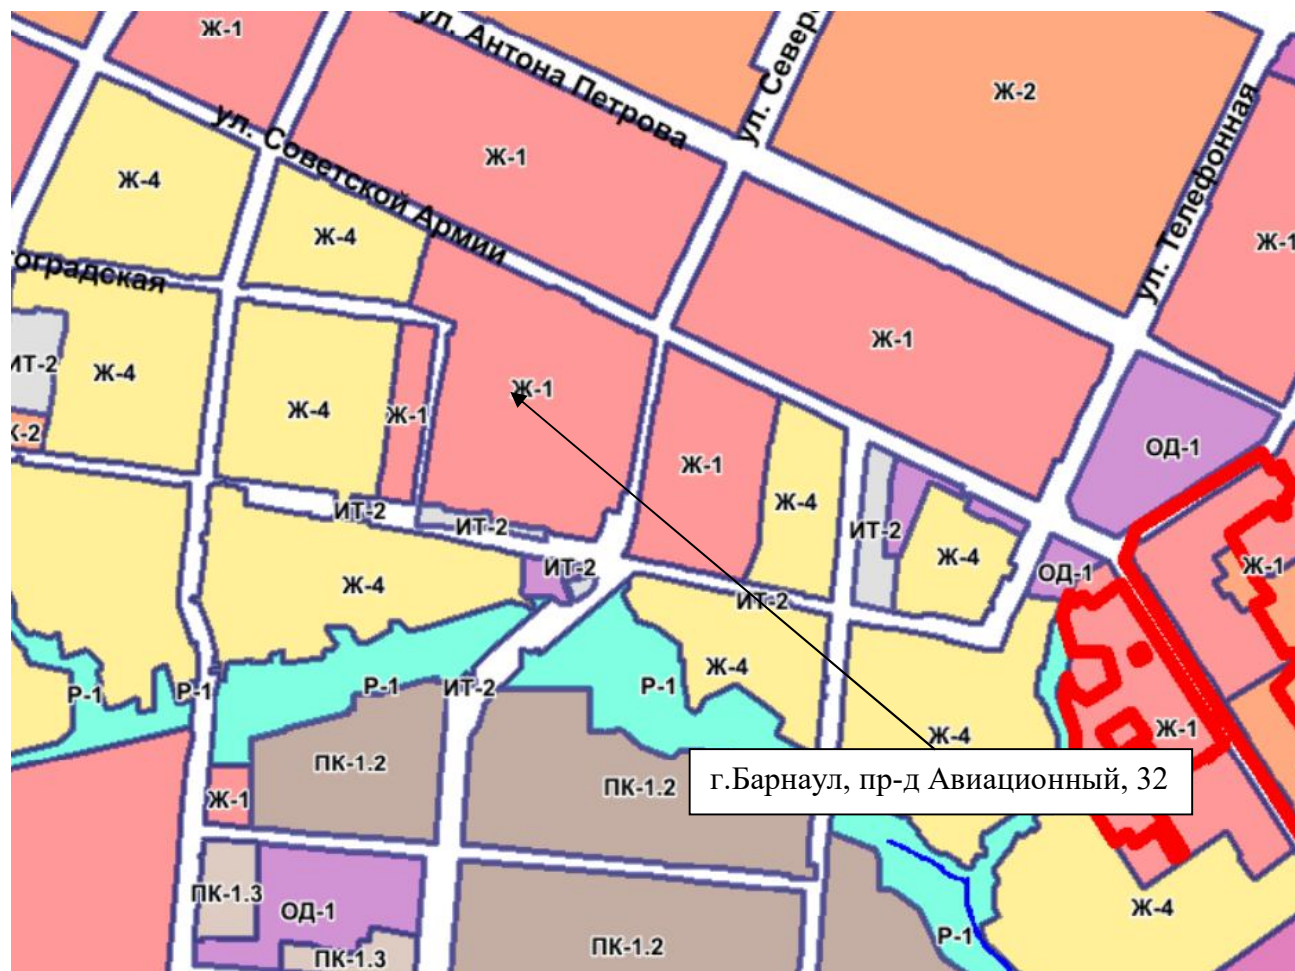 Ж-1
ул. Антона Петрова
ул. Север
Ж-2
ул. Телефонная
ул. Советской Армии
Ж-1
Ж-4
Ж-4
Ж-1
тоградская
Ж-1
ИТ-2
Ж-4
Ж-4
Ж-1
Ж-1
Ж-1
Ж-4
ОД-1
ИТ-2
ИТ-2
ИТ-2
Ж-4
ИТ-2
Ж-4
ОД-1
Ж-1
ИТ-2
Ж-4
Р-1
Р-1
Р-1
ИТ-2
Р-1
Ж-4
Ж-4
Ж-1
ПК-1.2
ПК-1.2
г.Барнаул, пр-д Авиационный, 32
Ж-1
ПК-1.3
ОД-1
Ж-4
Р-1
ПК-1.2
ПК-1.3